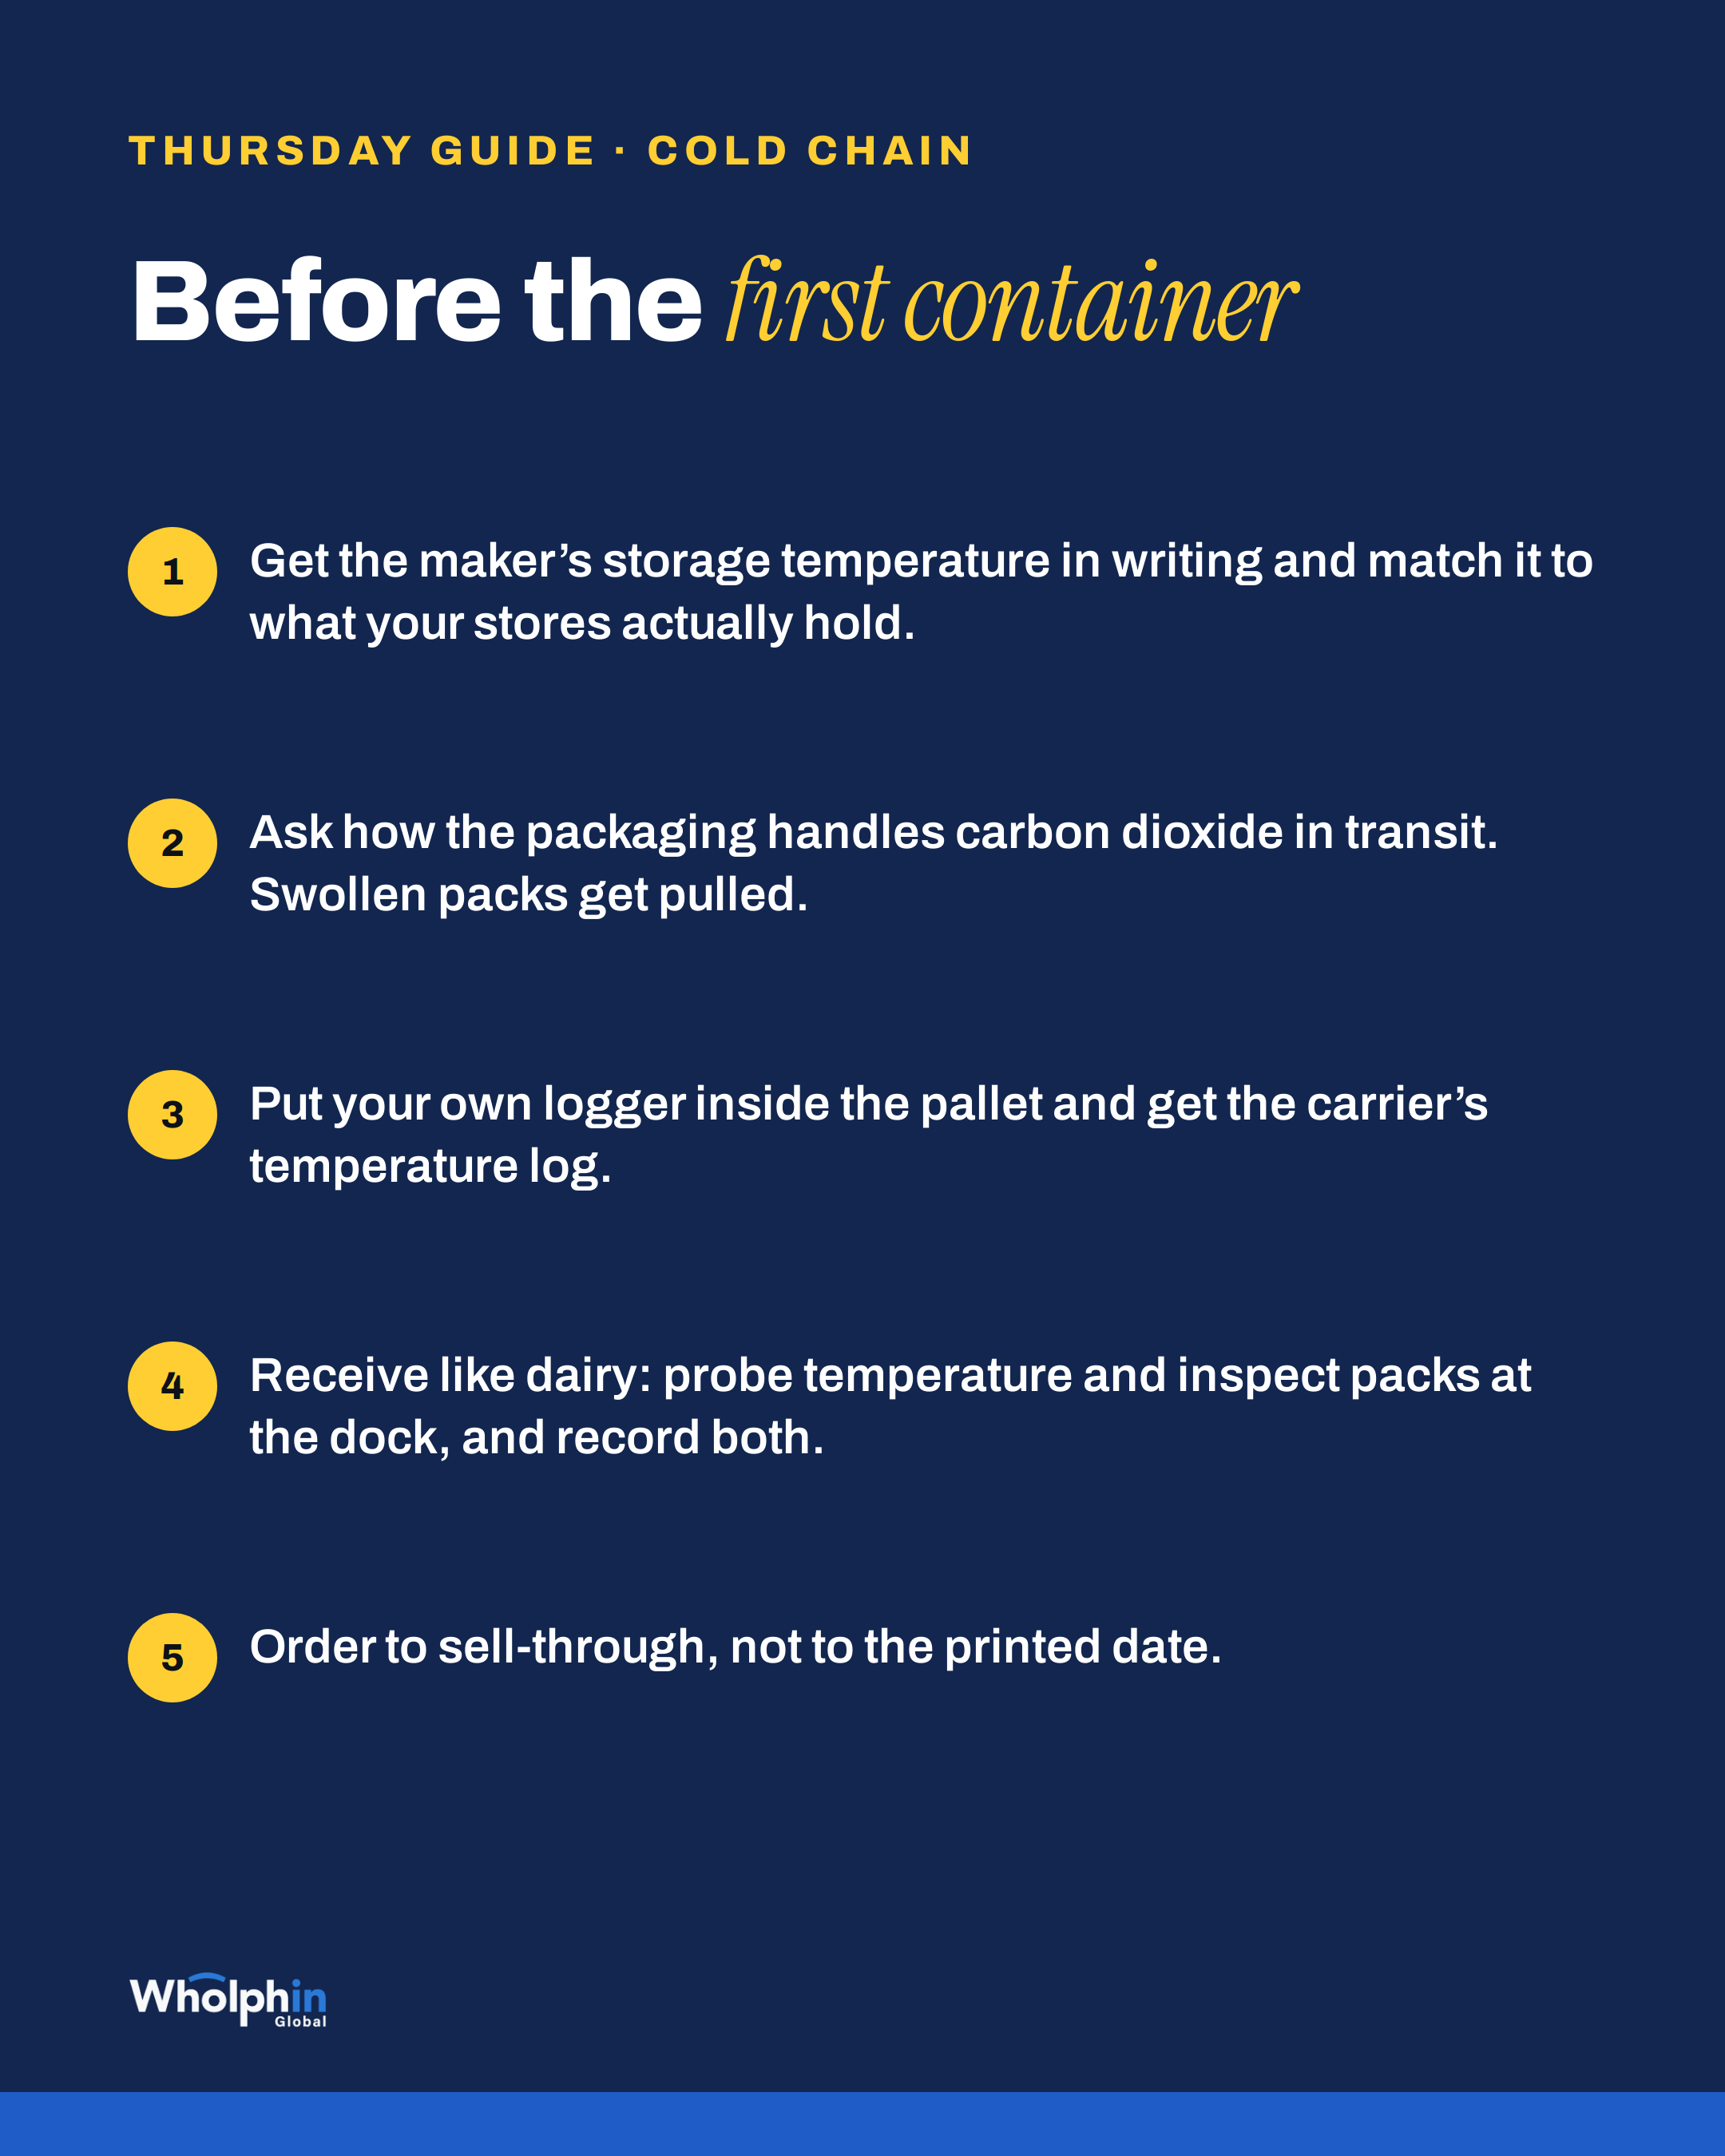 THURSDAY GUIDE · COLD CHAIN
Before the first container
1
Get the maker’s storage temperature in writing and match it to
what your stores actually hold.
2
Ask how the packaging handles carbon dioxide in transit.
Swollen packs get pulled.
3
Put your own logger inside the pallet and get the carrier’s
temperature log.
4
Receive like dairy: probe temperature and inspect packs at
the dock, and record both.
5
Order to sell-through, not to the printed date.
Wholphin
Global